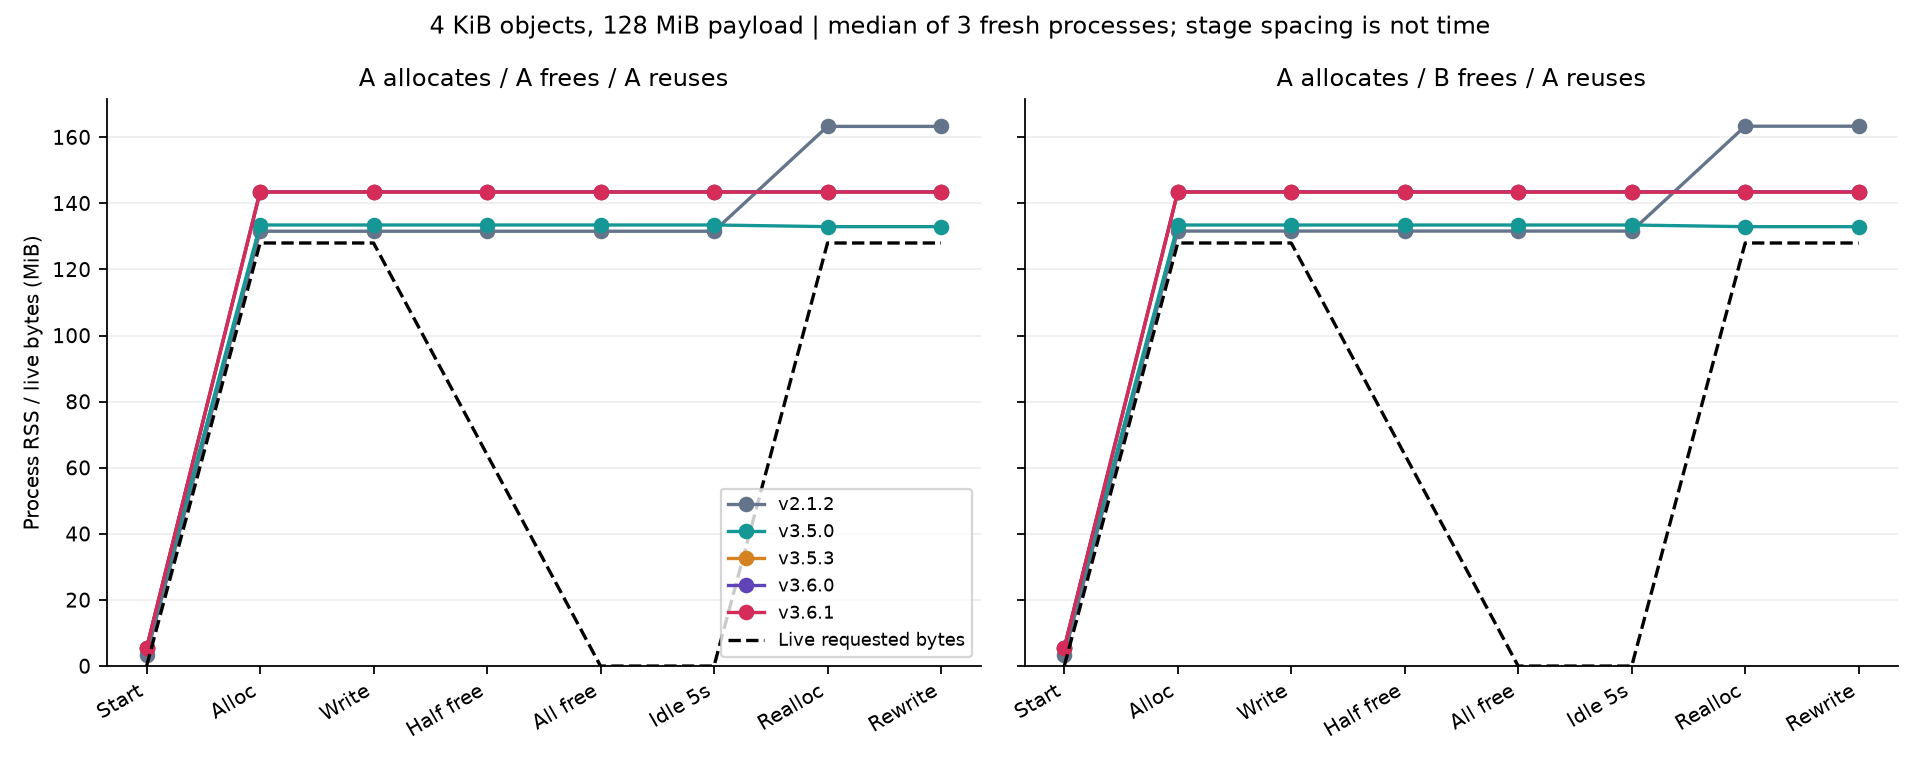 4 KiB objects, 128 MiB payload | median of 3 fresh processes; stage spacing is not time
A allocates / A frees / A reuses
Process RSS / live bytes (MiB)
160
140
120
100
80
60
40
20
0
Start
Alloc
Write
Half free
All free
Idle 5s
Realloc
Rewrite
v2.1.2
v3.5.0
v3.5.3
v3.6.0
v3.6.1
Live requested bytes
A allocates / B frees / A reuses
Start
Alloc
Write
Half free
All free
Idle 5s
Realloc
Rewrite